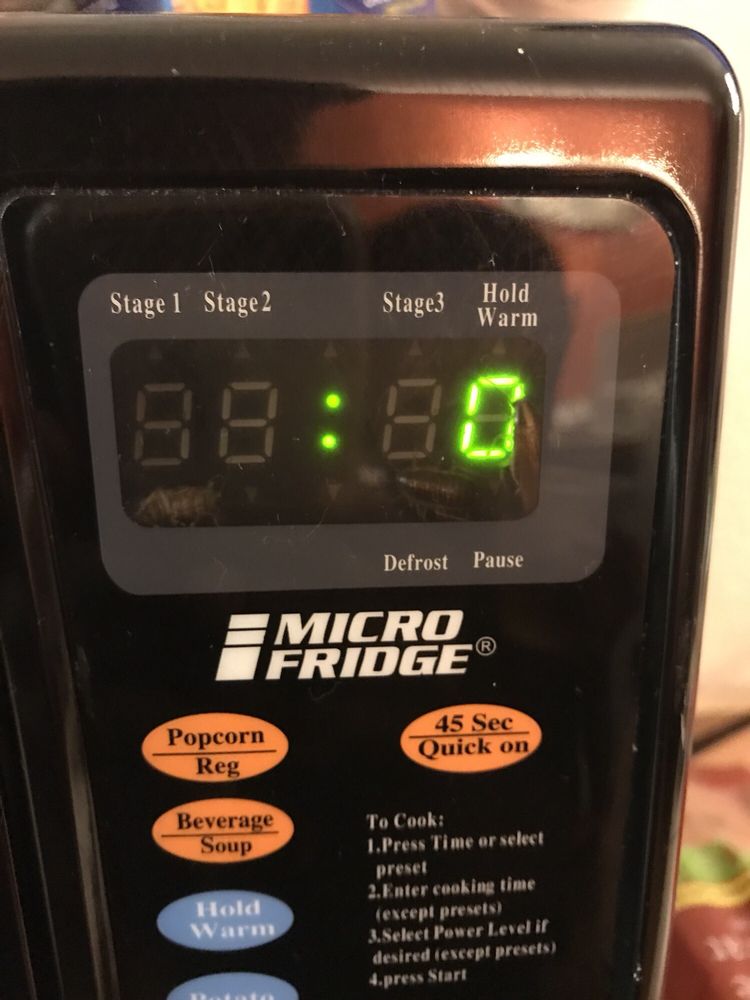 Stage 1 Stage2 Stage3 Hold
Warm
: 0
Defrost Pause
MICRO
FRIDGE®
Popcorn
Reg
45 Sec
Quick on
Beverage
Soup
Hold
Warm
Potato
To Cook:
1.Press Time or select
preset
2.Enter cooking time
(except presets)
3.Select Power Level if
desired (except presets)
4.press Start